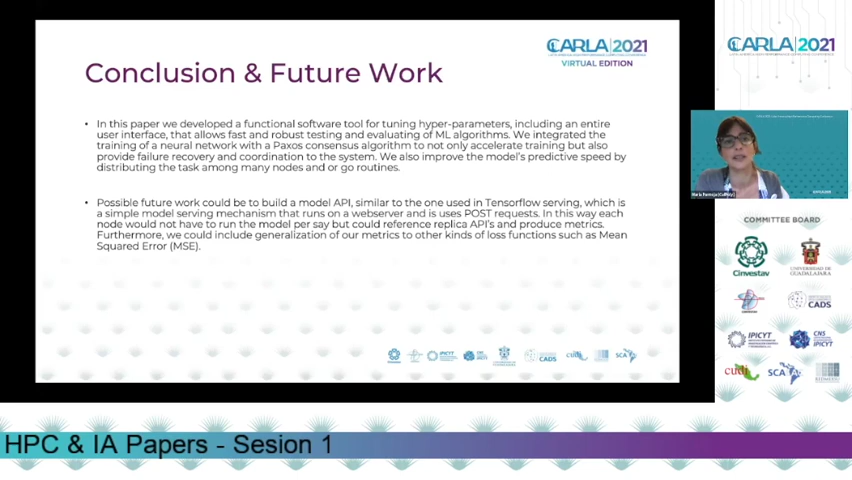 CARLA|2021
VIRTUAL EDITION
Conclusion & Future Work
• In this paper we developed a functional software tool for tuning hyper-parameters, including an entire
user interface, that allows fast and robust testing and evaluating of ML algorithms. We integrated the
training of a neural network with a Paxos consensus algorithm to not only accelerate training but also
provide failure recovery and coordination to the system. We also improve the model's predictive speed by
distributing the task among many nodes and or go routines.
• Possible future work could be to build a model API, similar to the one used in Tensorflow serving, which is
a simple model serving mechanism that runs on a webserver and is uses POST requests. In this way each
node would not have to run the model per say but could reference replica API's and produce metrics.
Furthermore, we could include generalization of our metrics to other kinds of loss functions such as Mean
Squared Error (MSE).
IPICYT
CADS
cudi
SCA
CARLA|2021
COMMITTEE BOARD
Cinvestav
UNIVERSIDAD DE
GUADALAJARA
CADS
IPICYT
CNS
IPICYT
cudi
SCA
REDMEXSU
HPC & IA Papers - Sesion 1